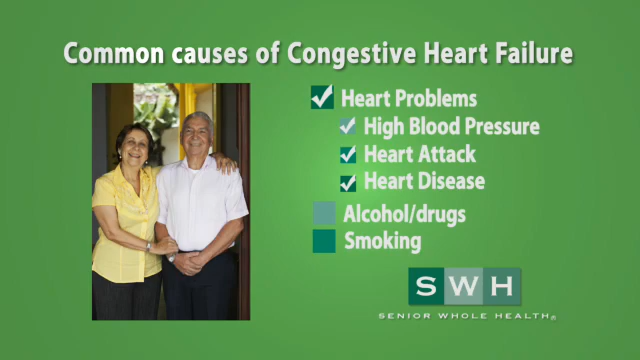 Common causes of Congestive Heart Failure
Heart Problems
High Blood Pressure
Heart Attack
Heart Disease
Alcohol/drugs
Smoking
SWH
SENIOR WHOLE HEALTH®